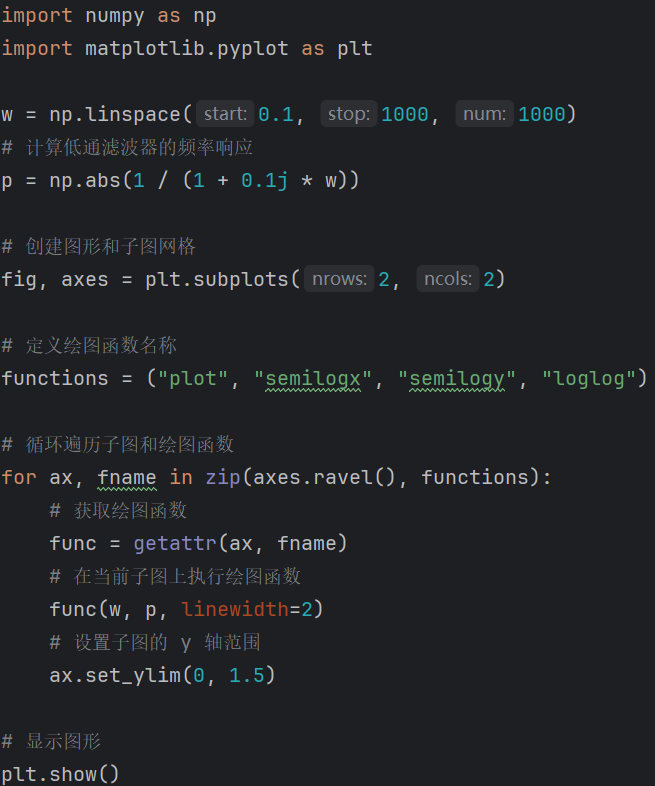 import numpy as np
import matplotlib.pyplot as plt
w = np.linspace( start: 0.1, stop: 1000, num: 1000)
# 计算低通滤波器的频率响应
p = np.abs(1 / (1 + 0.1j * w))
# 创建图形和子图网格
fig, axes = plt.subplots( nrows: 2, ncols: 2)
# 定义绘图函数名称
functions = ("plot", "semilogx", "semilogy", "loglog")
# 循环遍历子图和绘图函数
for ax, fname in zip(axes.ravel(), functions):
    # 获取绘图函数
    func = getattr(ax, fname)
    # 在当前子图上执行绘图函数
    func(w, p, linewidth=2)
    # 设置子图的 y 轴范围
    ax.set_ylim(0, 1.5)
# 显示图形
plt.show()